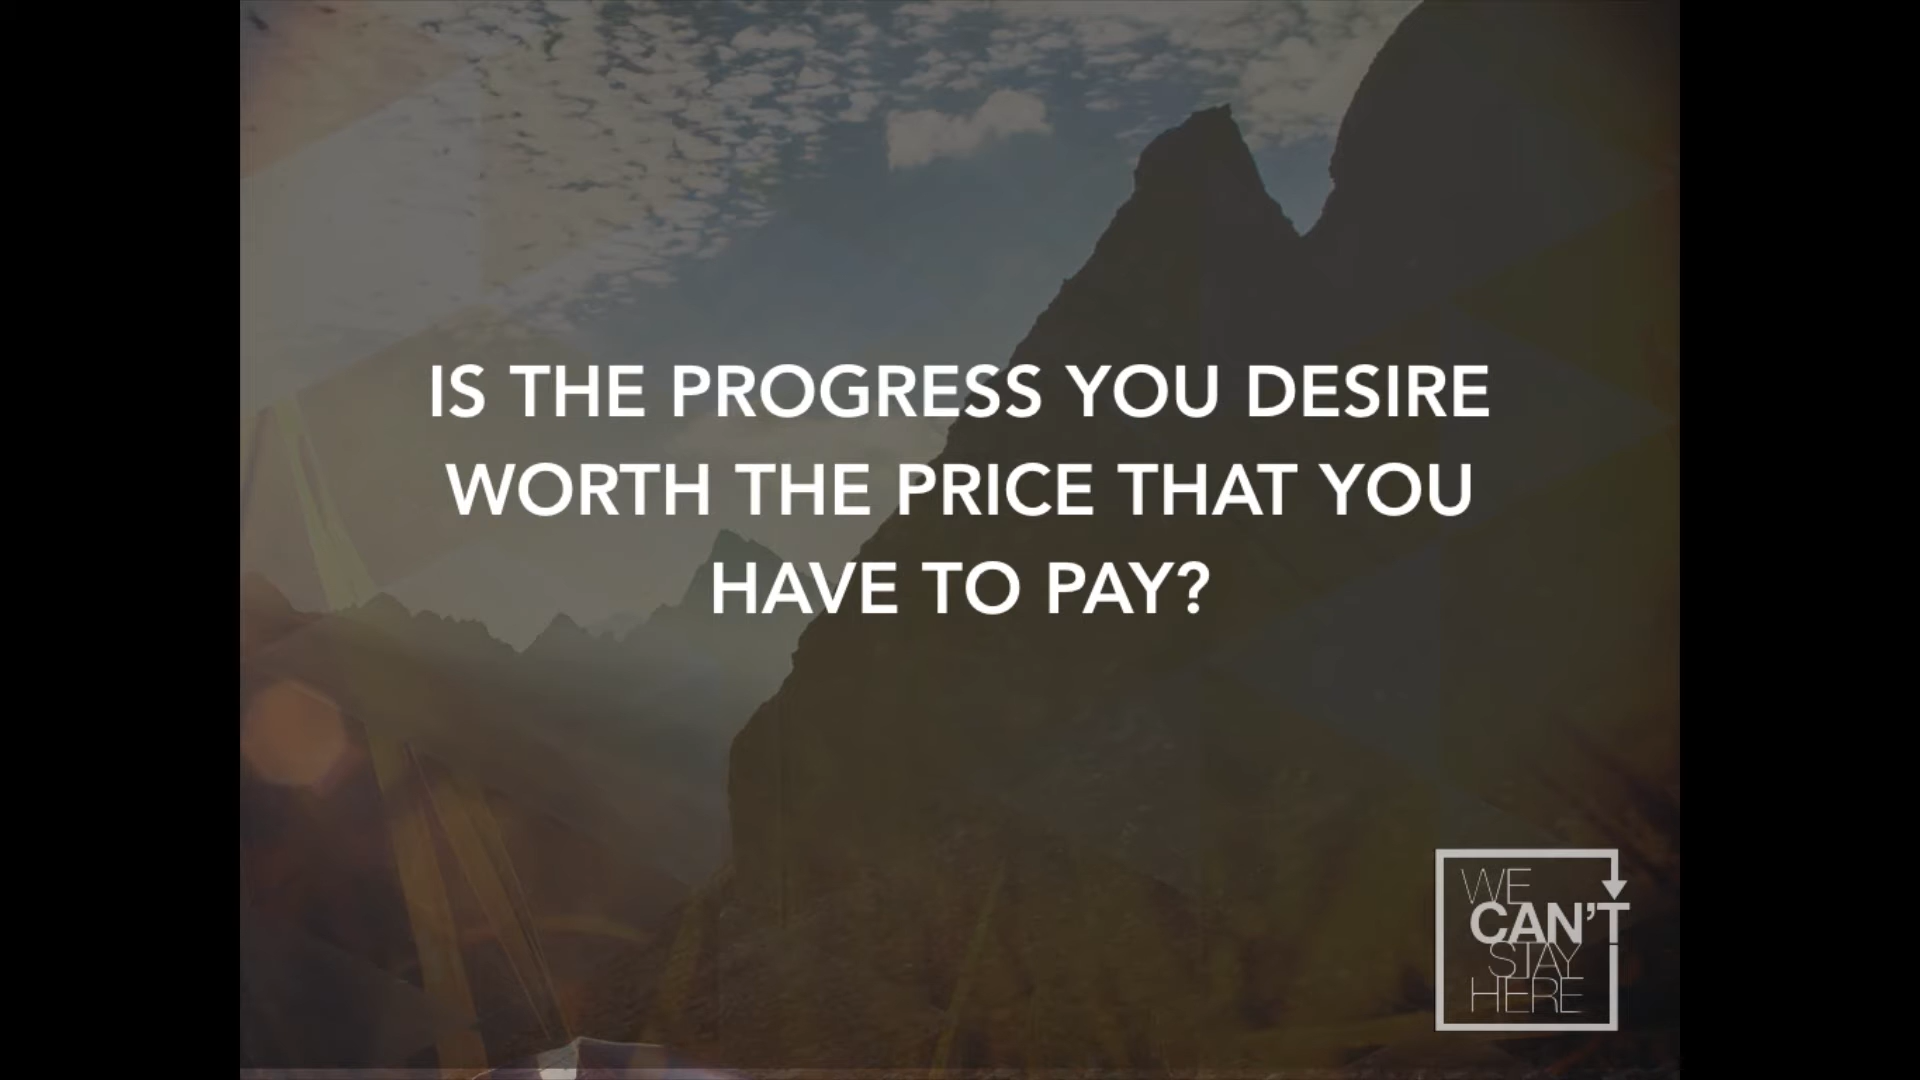 IS THE PROGRESS YOU DESIRE
WORTH THE PRICE THAT YOU
HAVE TO PAY?
WE
CAN'T
STAY
HERE